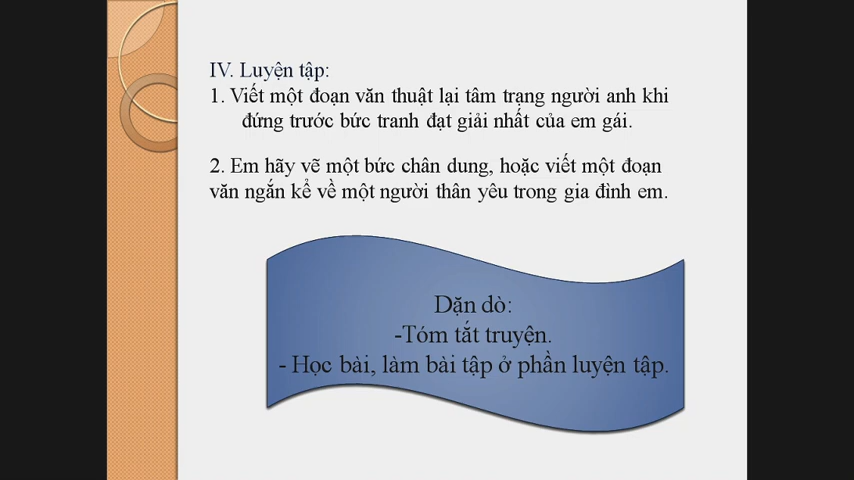 IV. Luyện tập:
1. Viết một đoạn văn thuật lại tâm trạng người anh khi
đứng trước bức tranh đạt giải nhất của em gái.
2. Em hãy vẽ một bức chân dung, hoặc viết một đoạn
văn ngắn kể về một người thân yêu trong gia đình em.
Dặn dò:
-Tóm tắt truyện.
- Học bài, làm bài tập ở phần luyện tập.